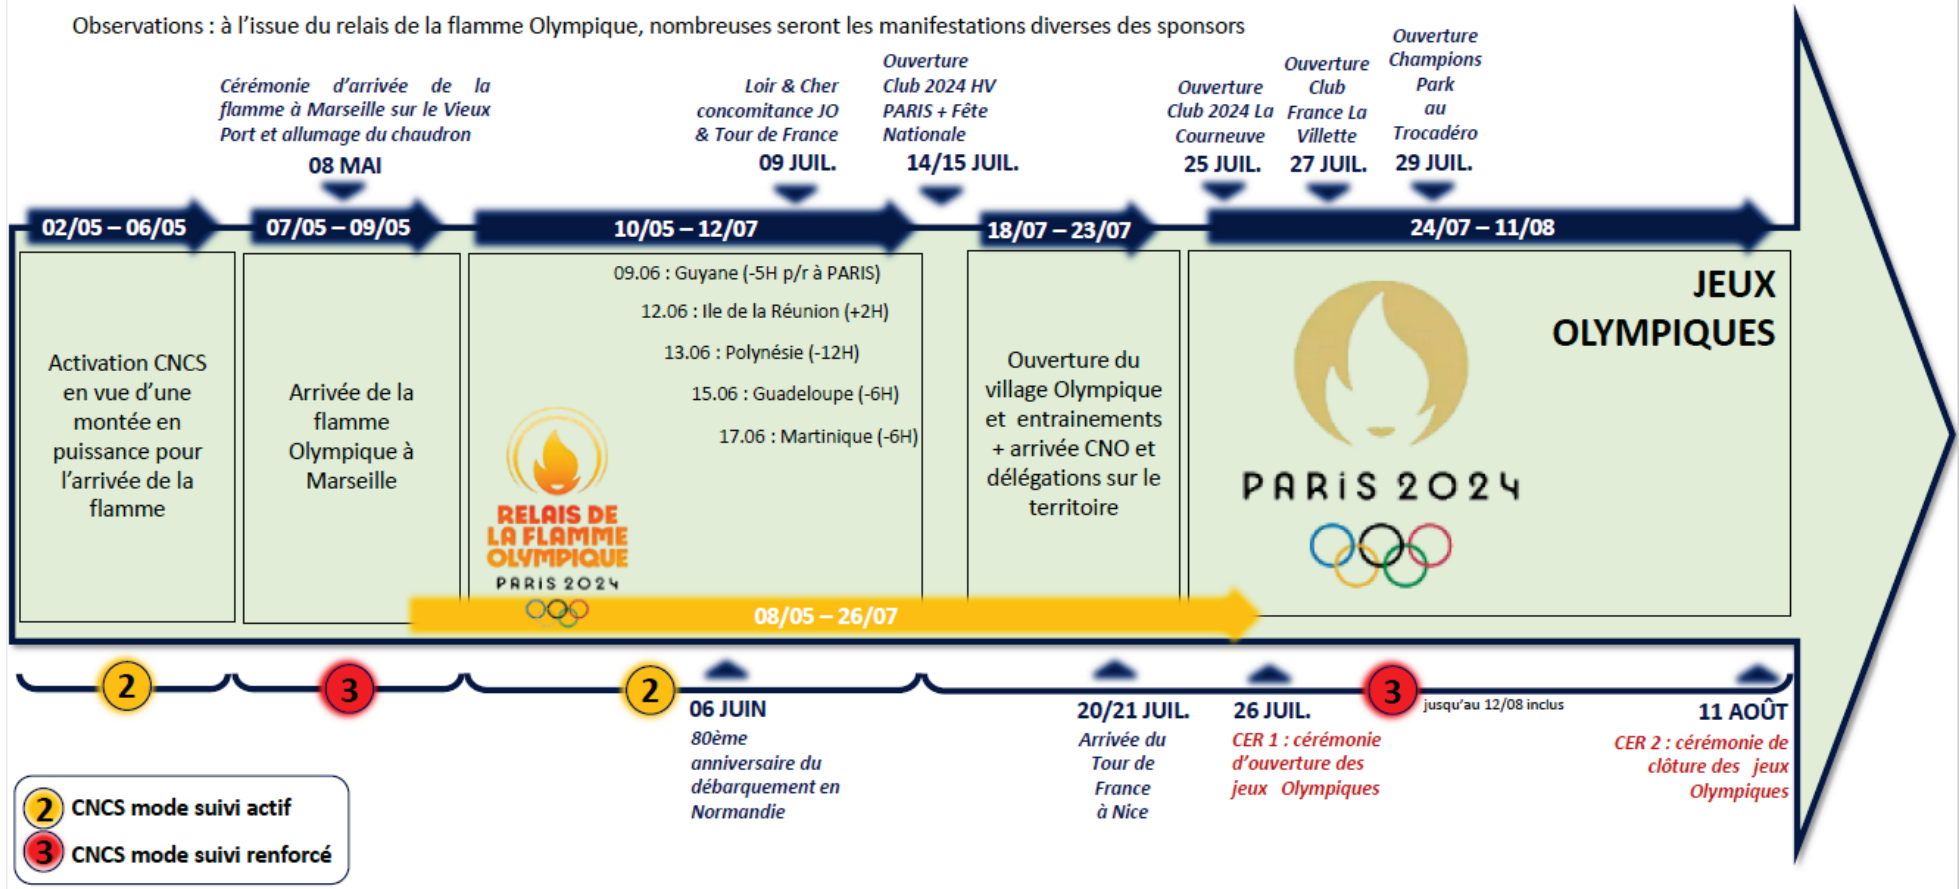 Observations : à l'issue du relais de la flamme Olympique, nombreuses seront les manifestations diverses des sponsors
Cérémonie d'arrivée de la
flamme à Marseille sur le Vieux
Port et allumage du chaudron
08 MAI
Loir & Cher
concomitance JO
& Tour de France
09 JUIL.
Ouverture
Club 2024 HV
PARIS + Fête
Nationale
14/15 JUIL.
Ouverture
Club 2024 La
Courneuve
25 JUIL.
Ouverture
Club
France La
Villette
27 JUIL.
Ouverture
Champions
Park
au
Trocadéro
29 JUIL.
02/05 – 06/05
07/05 – 09/05
10/05 – 12/07
18/07 – 23/07
24/07 – 11/08
Activation CNCS
en vue d'une
montée en
puissance pour
l'arrivée de la
flamme
Arrivée de la
flamme
Olympique à
Marseille
09.06 : Guyane (-5H p/r à PARIS)
12.06 : Ile de la Réunion (+2H)
13.06 : Polynésie (-12H)
15.06 : Guadeloupe (-6H)
17.06 : Martinique (-6H)
RELAIS DE
LA FLAMME
OLYMPIQUE
PARIS 2024
Ouverture du
village Olympique
et entrainements
+ arrivée CNO et
délégations sur le
territoire
JEUX
OLYMPIQUES
PARIS 2024
08/05 – 26/07
2
3
2
3
jusqu'au 12/08 inclus
06 JUIN
80ème
anniversaire du
débarquement en
Normandie
20/21 JUIL.
Arrivée du
Tour de
France
à Nice
26 JUIL.
CER 1 : cérémonie
d'ouverture des
jeux Olympiques
11 AOÛT
CER 2 : cérémonie de
clôture des jeux
Olympiques
2 CNCS mode suivi actif
3 CNCS mode suivi renforcé